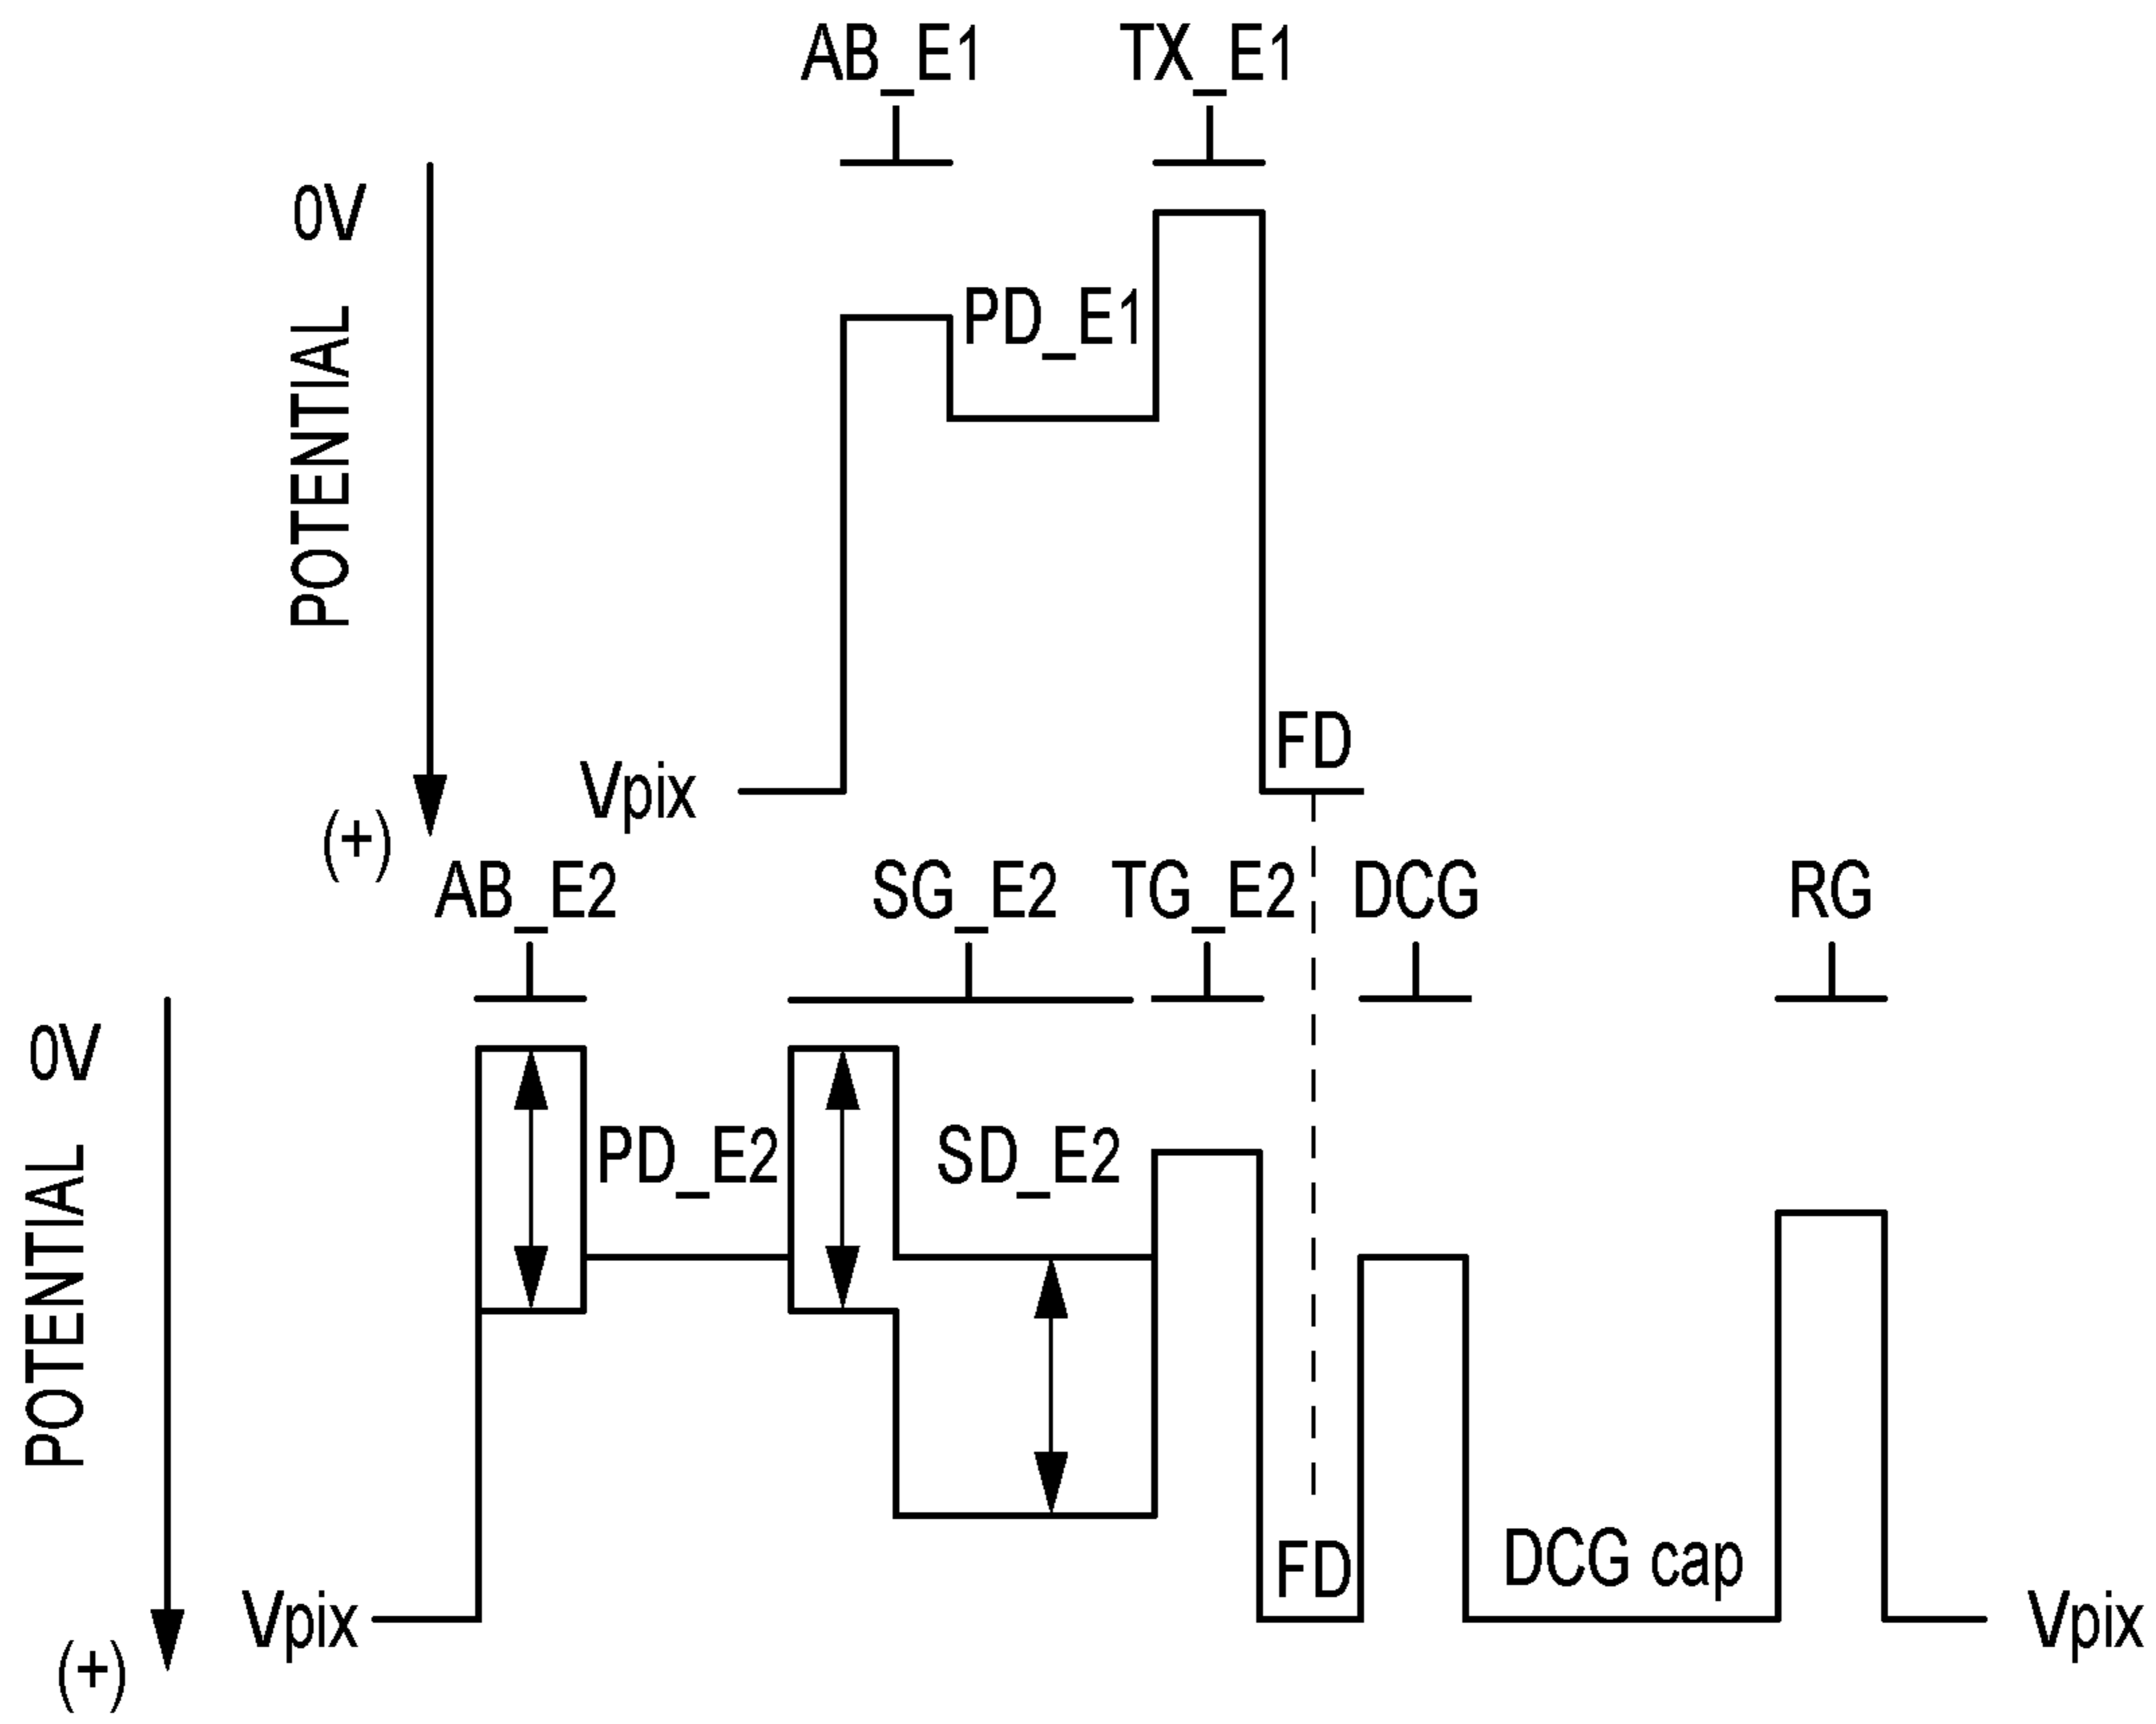 AB_E1 TX_E1
0V
PD_E1
POTENTIAL
FD
Vpix
(+)
AB_E2 SG_E2 TG_E2 DCG RG
0V
PD_E2 SD_E2
POTENTIAL
FD DCG cap
Vpix Vpix
(+)